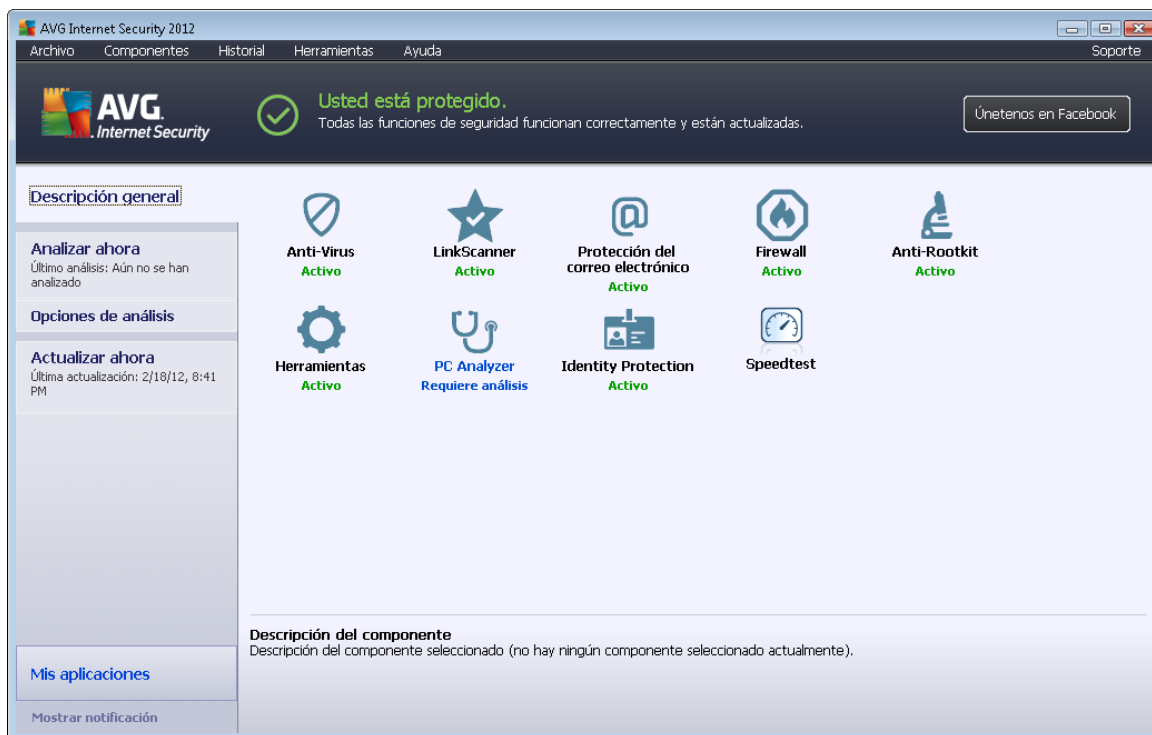 AVG Internet Security 2012
Archivo Componentes Historial Herramientas Ayuda Soporte
AVG.
Internet Security
Usted está protegido.
Todas las funciones de seguridad funcionan correctamente y están actualizadas.
Únetenos en Facebook
Descripción general
Analizar ahora
Último análisis: Aún no se han
analizado
Opciones de análisis
Actualizar ahora
Última actualización: 2/18/12, 8:41
PM
Anti-Virus
Activo
LinkScanner
Activo
Protección del
correo electrónico
Activo
Firewall
Activo
Anti-Rootkit
Activo
Herramientas
Activo
PC Analyzer
Requiere análisis
Identity Protection
Activo
Speedtest
Descripción del componente
Descripción del componente seleccionado (no hay ningún componente seleccionado actualmente).
Mis aplicaciones
Mostrar notificación